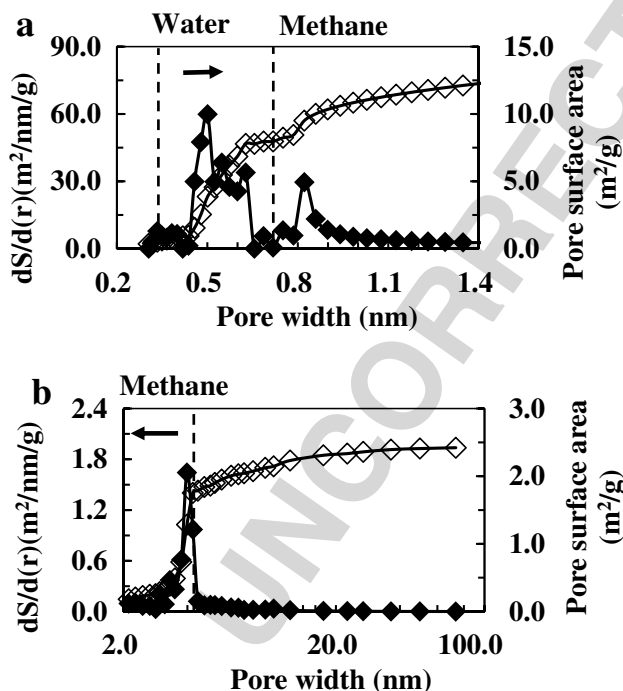 a
Water
Methane
90.0
60.0
30.0
0.0
15.0
10.0
5.0
0.0
0.2
0.5
0.8
1.1
1.4
dS/d(r)(m²/nm/g)
Pore surface area
(m²/g)
Pore width (nm)
UNCORRECT
b
Methane
2.4
1.8
1.2
0.6
0.0
3.0
2.0
1.0
0.0
2.0
20.0
100.0
dS/d(r)(m²/nm/g)
Pore surface area
(m²/g)
Pore width (nm)